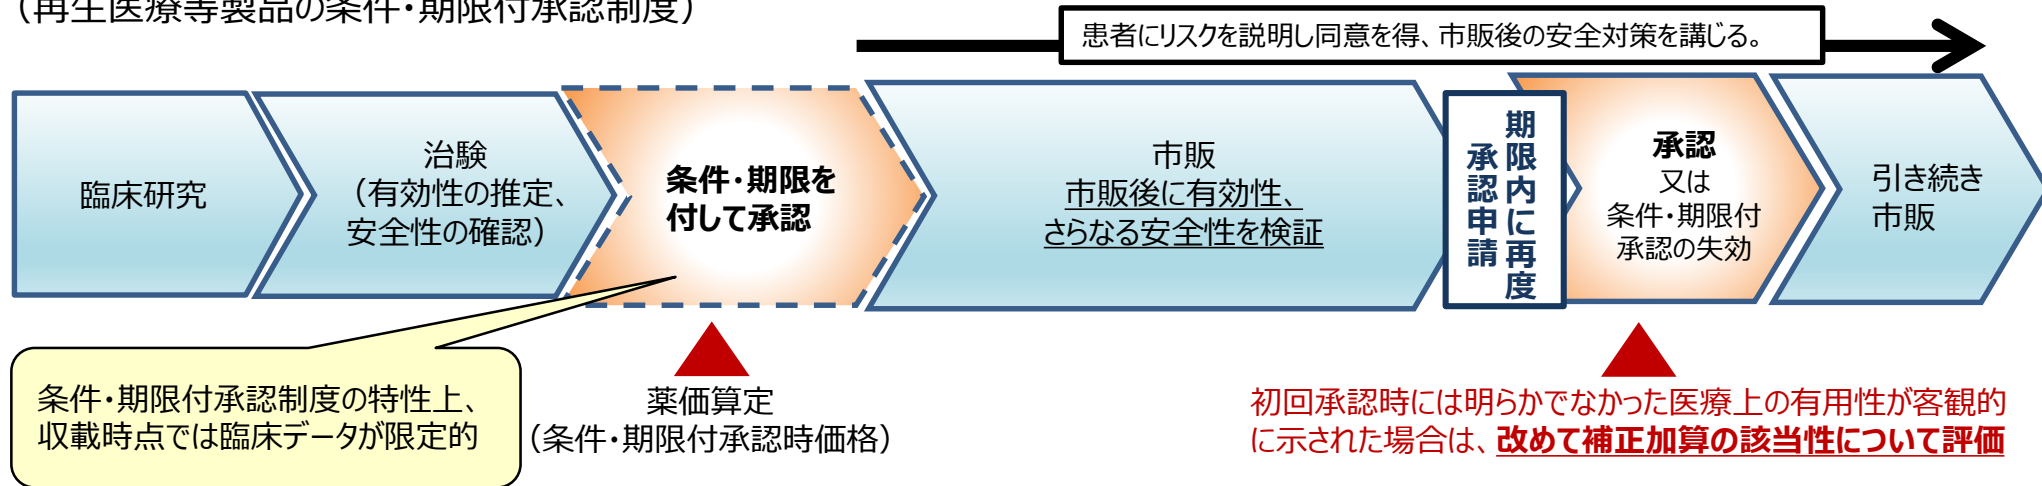 （再生医療等製品の条件・期限付承認制度）
患者にリスクを説明し同意を得、市販後の安全対策を講じる。
臨床研究
治験
（有効性の推定、
安全性の確認）
条件・期限を
付して承認
市販
市販後に有効性、
さらなる安全性を検証
期限内に再度
承認申請
承認
又は
条件・期限付
承認の失効
引き続き
市販
条件・期限付承認制度の特性上、
収載時点では臨床データが限定的
薬価算定
（条件・期限付承認時価格）
初回承認時には明らかでなかった医療上の有用性が客観的
に示された場合は、改めて補正加算の該当性について評価